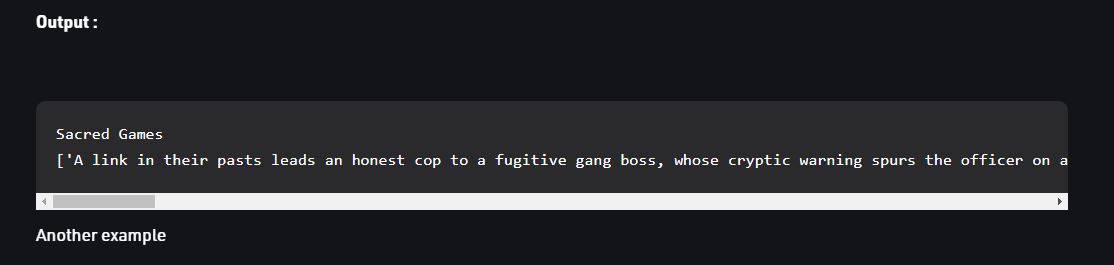 Output :
Sacred Games
['A link in their pasts leads an honest cop to a fugitive gang boss, whose cryptic warning spurs the officer on a
Another example